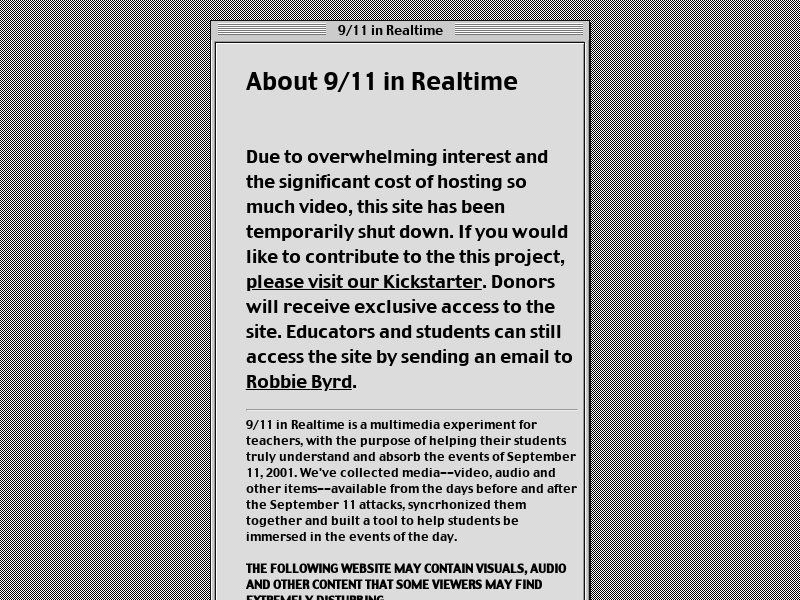 9/11 in Realtime
About 9/11 in Realtime
Due to overwhelming interest and
the significant cost of hosting so
much video, this site has been
temporarily shut down. If you would
like to contribute to the this project,
please visit our Kickstarter. Donors
will receive exclusive access to the
site. Educators and students can still
access the site by sending an email to
Robbie Byrd.
9/11 in Realtime is a multimedia experiment for
teachers, with the purpose of helping their students
truly understand and absorb the events of September
11, 2001. We've collected media––video, audio and
other items––available from the days before and after
the September 11 attacks, syncrhonized them
together and built a tool to help students be
immersed in the events of the day.
THE FOLLOWING WEBSITE MAY CONTAIN VISUALS, AUDIO
AND OTHER CONTENT THAT SOME VIEWERS MAY FIND
EXTREMELY DISTURBING.